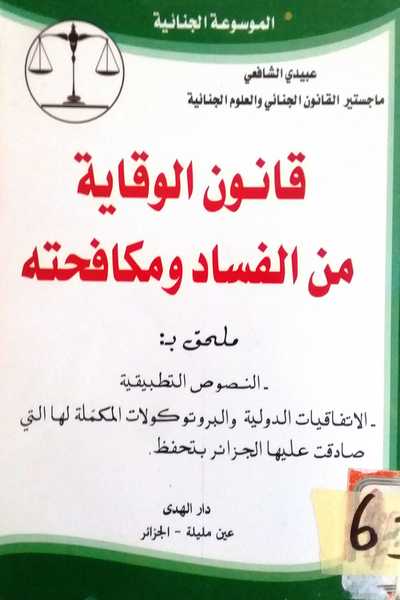 الموسوعة الجنائية
عبيدي الشافعي
ماجستير القانون الجنائي والعلوم الجنائية
قانون الوقاية
من الفساد ومكافحته
ملحق بـ:
- النصوص التطبيقية
- الاتفاقيات الدولية والبروتوكولات المكملة لها التي
صادقت عليها الجزائر بتحفظ.
دار الهدى
عين مليلة - الجزائر
6